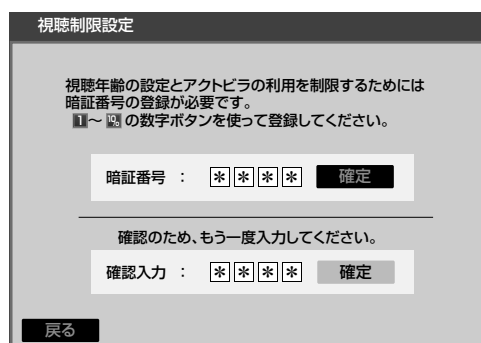 視聴制限設定
視聴年齢の設定とアクトビラの利用を制限するためには
暗証番号の登録が必要です。
1～10 の数字ボタンを使って登録してください。
暗証番号 ： ＊＊＊＊ 確定
確認のため、もう一度入力してください。
確認入力 ： ＊＊＊＊ 確定
戻る